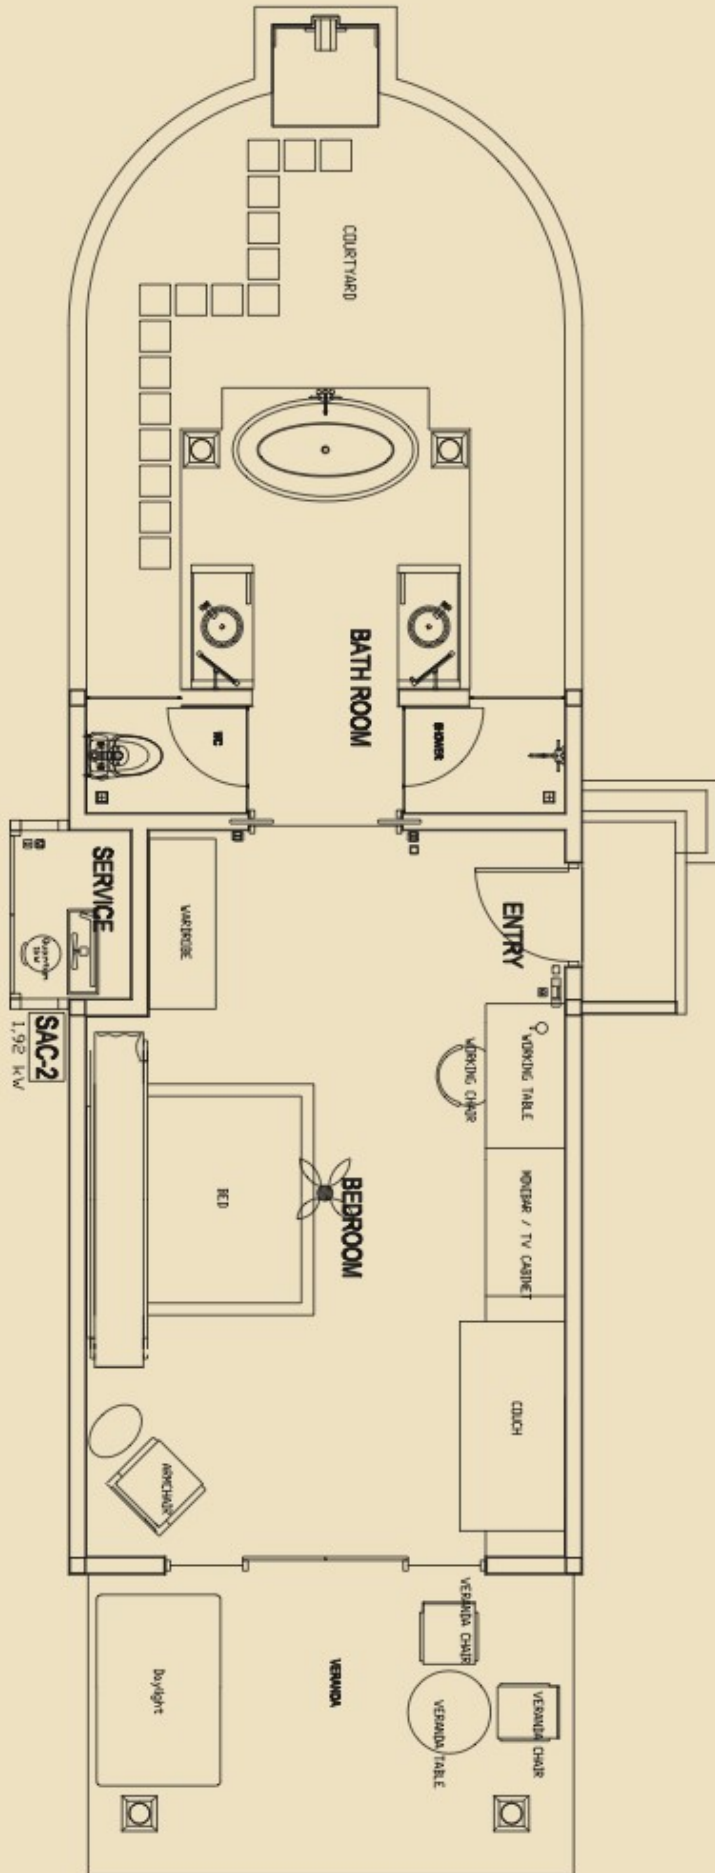 COURTYARD
BATH ROOM
WC
SHOWER
SERVICE
WARDROBE
ENTRY
Quantum
SAC-2
1,92 kW
WORKING TABLE
WORKING CHAIR
MINIBAR / TV CABINET
BED
BEDROOM
COUCH
ARMCHAIR
VERANDA CHAIR
VERANDA
Daylight
VERANDA TABLE
VERANDA CHAIR